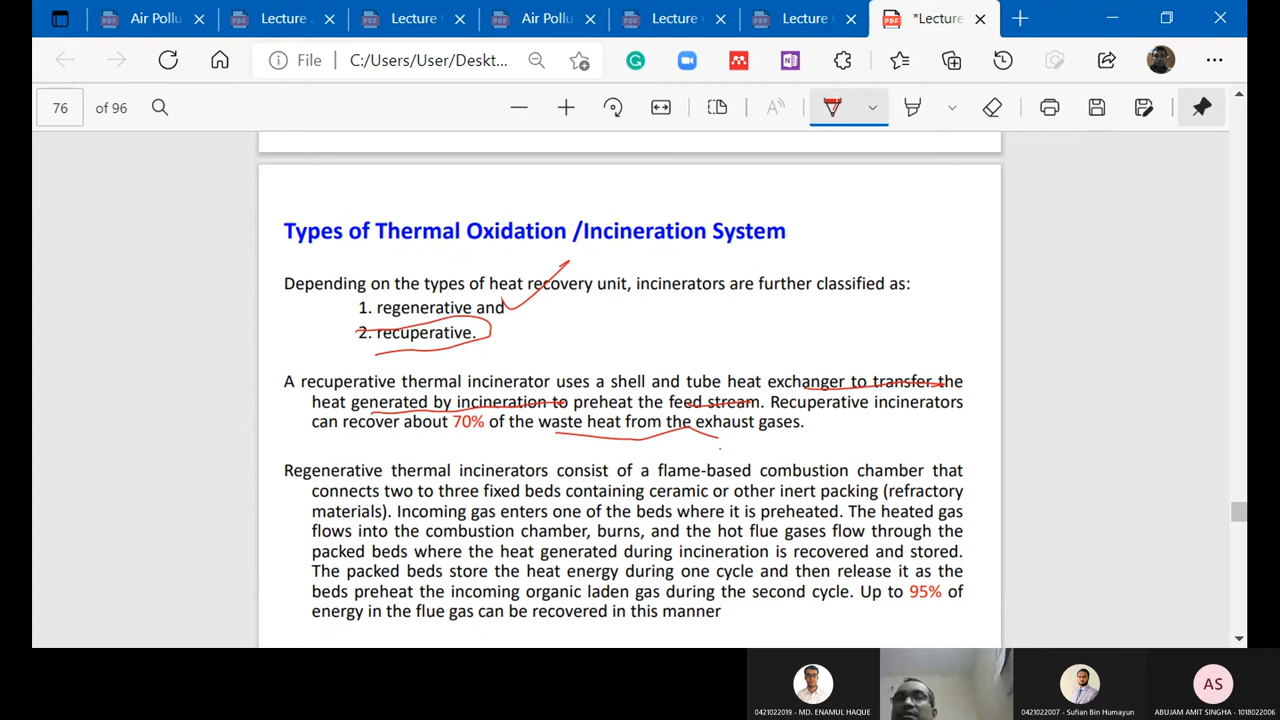 Air Pollu
Lecture
Lecture
Air Pollu
Lecture
Lecture
*Lecture
File
C:/Users/User/Deskt...
76 of 96
Types of Thermal Oxidation /Incineration System
Depending on the types of heat recovery unit, incinerators are further classified as:
1. regenerative and
2. recuperative.
A recuperative thermal incinerator uses a shell and tube heat exchanger to transfer the
heat generated by incineration to preheat the feed stream. Recuperative incinerators
can recover about 70% of the waste heat from the exhaust gases.
Regenerative thermal incinerators consist of a flame-based combustion chamber that
connects two to three fixed beds containing ceramic or other inert packing (refractory
materials). Incoming gas enters one of the beds where it is preheated. The heated gas
flows into the combustion chamber, burns, and the hot flue gases flow through the
packed beds where the heat generated during incineration is recovered and stored.
The packed beds store the heat energy during one cycle and then release it as the
beds preheat the incoming organic laden gas during the second cycle. Up to 95% of
energy in the flue gas can be recovered in this manner
AS
0421022019 - MD. ENAMUL HAQUE
0421022007 - Sufian Bin Humayun
ABUJAM AMIT SINGHA - 1018022006